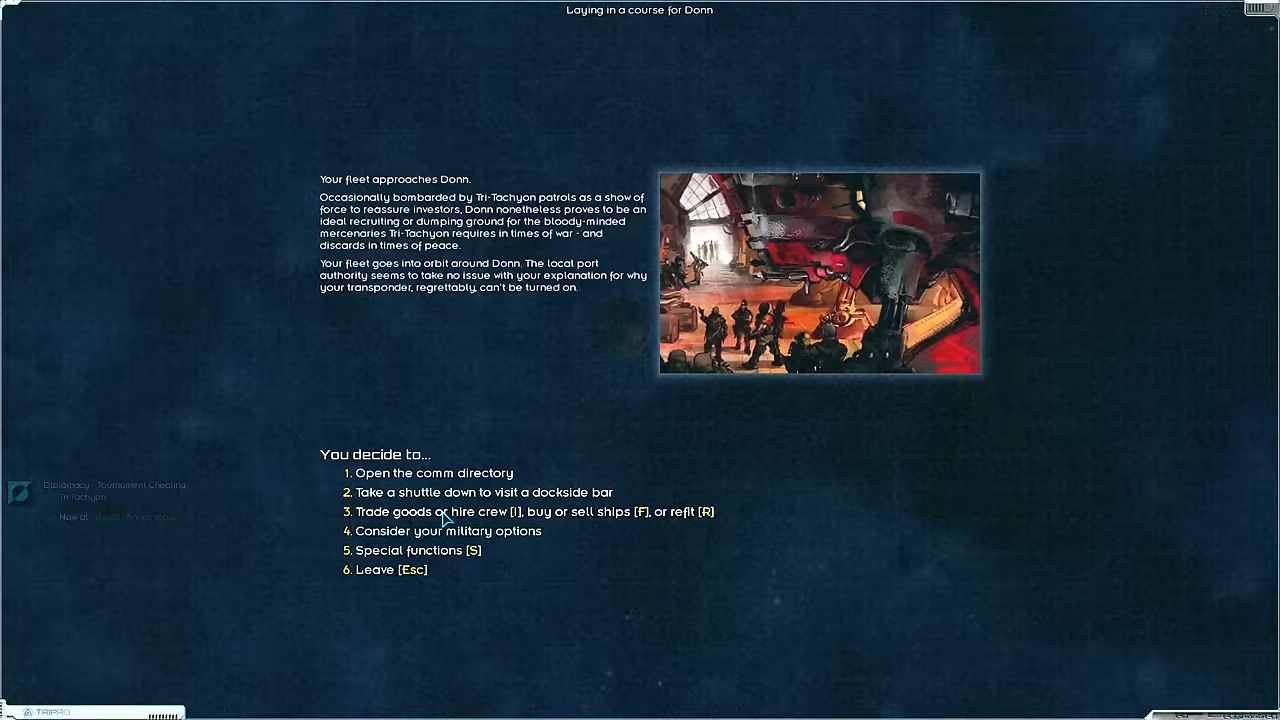 Laying in a course for Donn
Your fleet approaches Donn.
Occasionally bombarded by Tri-Tachyon patrols as a show of
force to reassure investors, Donn nonetheless proves to be an
ideal recruiting or dumping ground for the bloody-minded
mercenaries Tri-Tachyon requires in times of war - and
discards in times of peace.
Your fleet goes into orbit around Donn. The local port
authority seems to take no issue with your explanation for why
your transponder, regrettably, can't be turned on.
You decide to...
1. Open the comm directory
2. Take a shuttle down to visit a dockside bar
3. Trade goods or hire crew [I], buy or sell ships [F], or refit [R]
4. Consider your military options
5. Special functions [S]
6. Leave [Esc]
Diplomacy - Tournament Cheating
Tri-Tachyon
Now at
TRIPAD